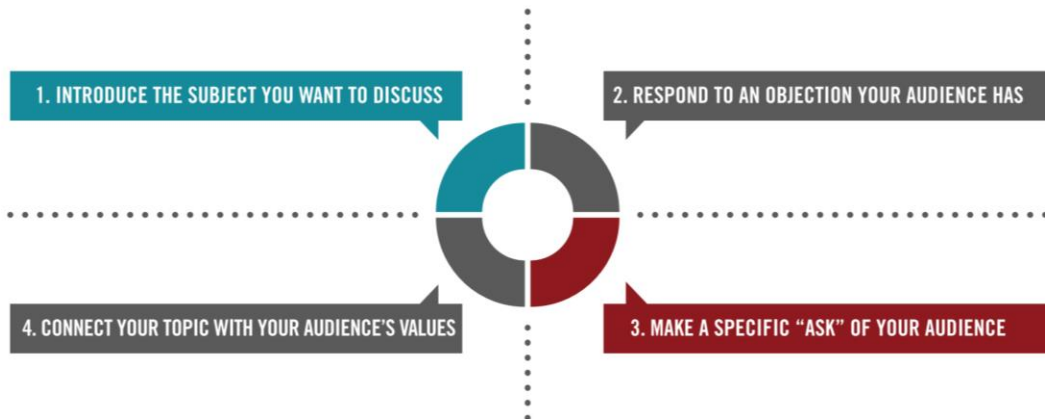 1. INTRODUCE THE SUBJECT YOU WANT TO DISCUSS
2. RESPOND TO AN OBJECTION YOUR AUDIENCE HAS
4. CONNECT YOUR TOPIC WITH YOUR AUDIENCE’S VALUES
3. MAKE A SPECIFIC “ASK” OF YOUR AUDIENCE